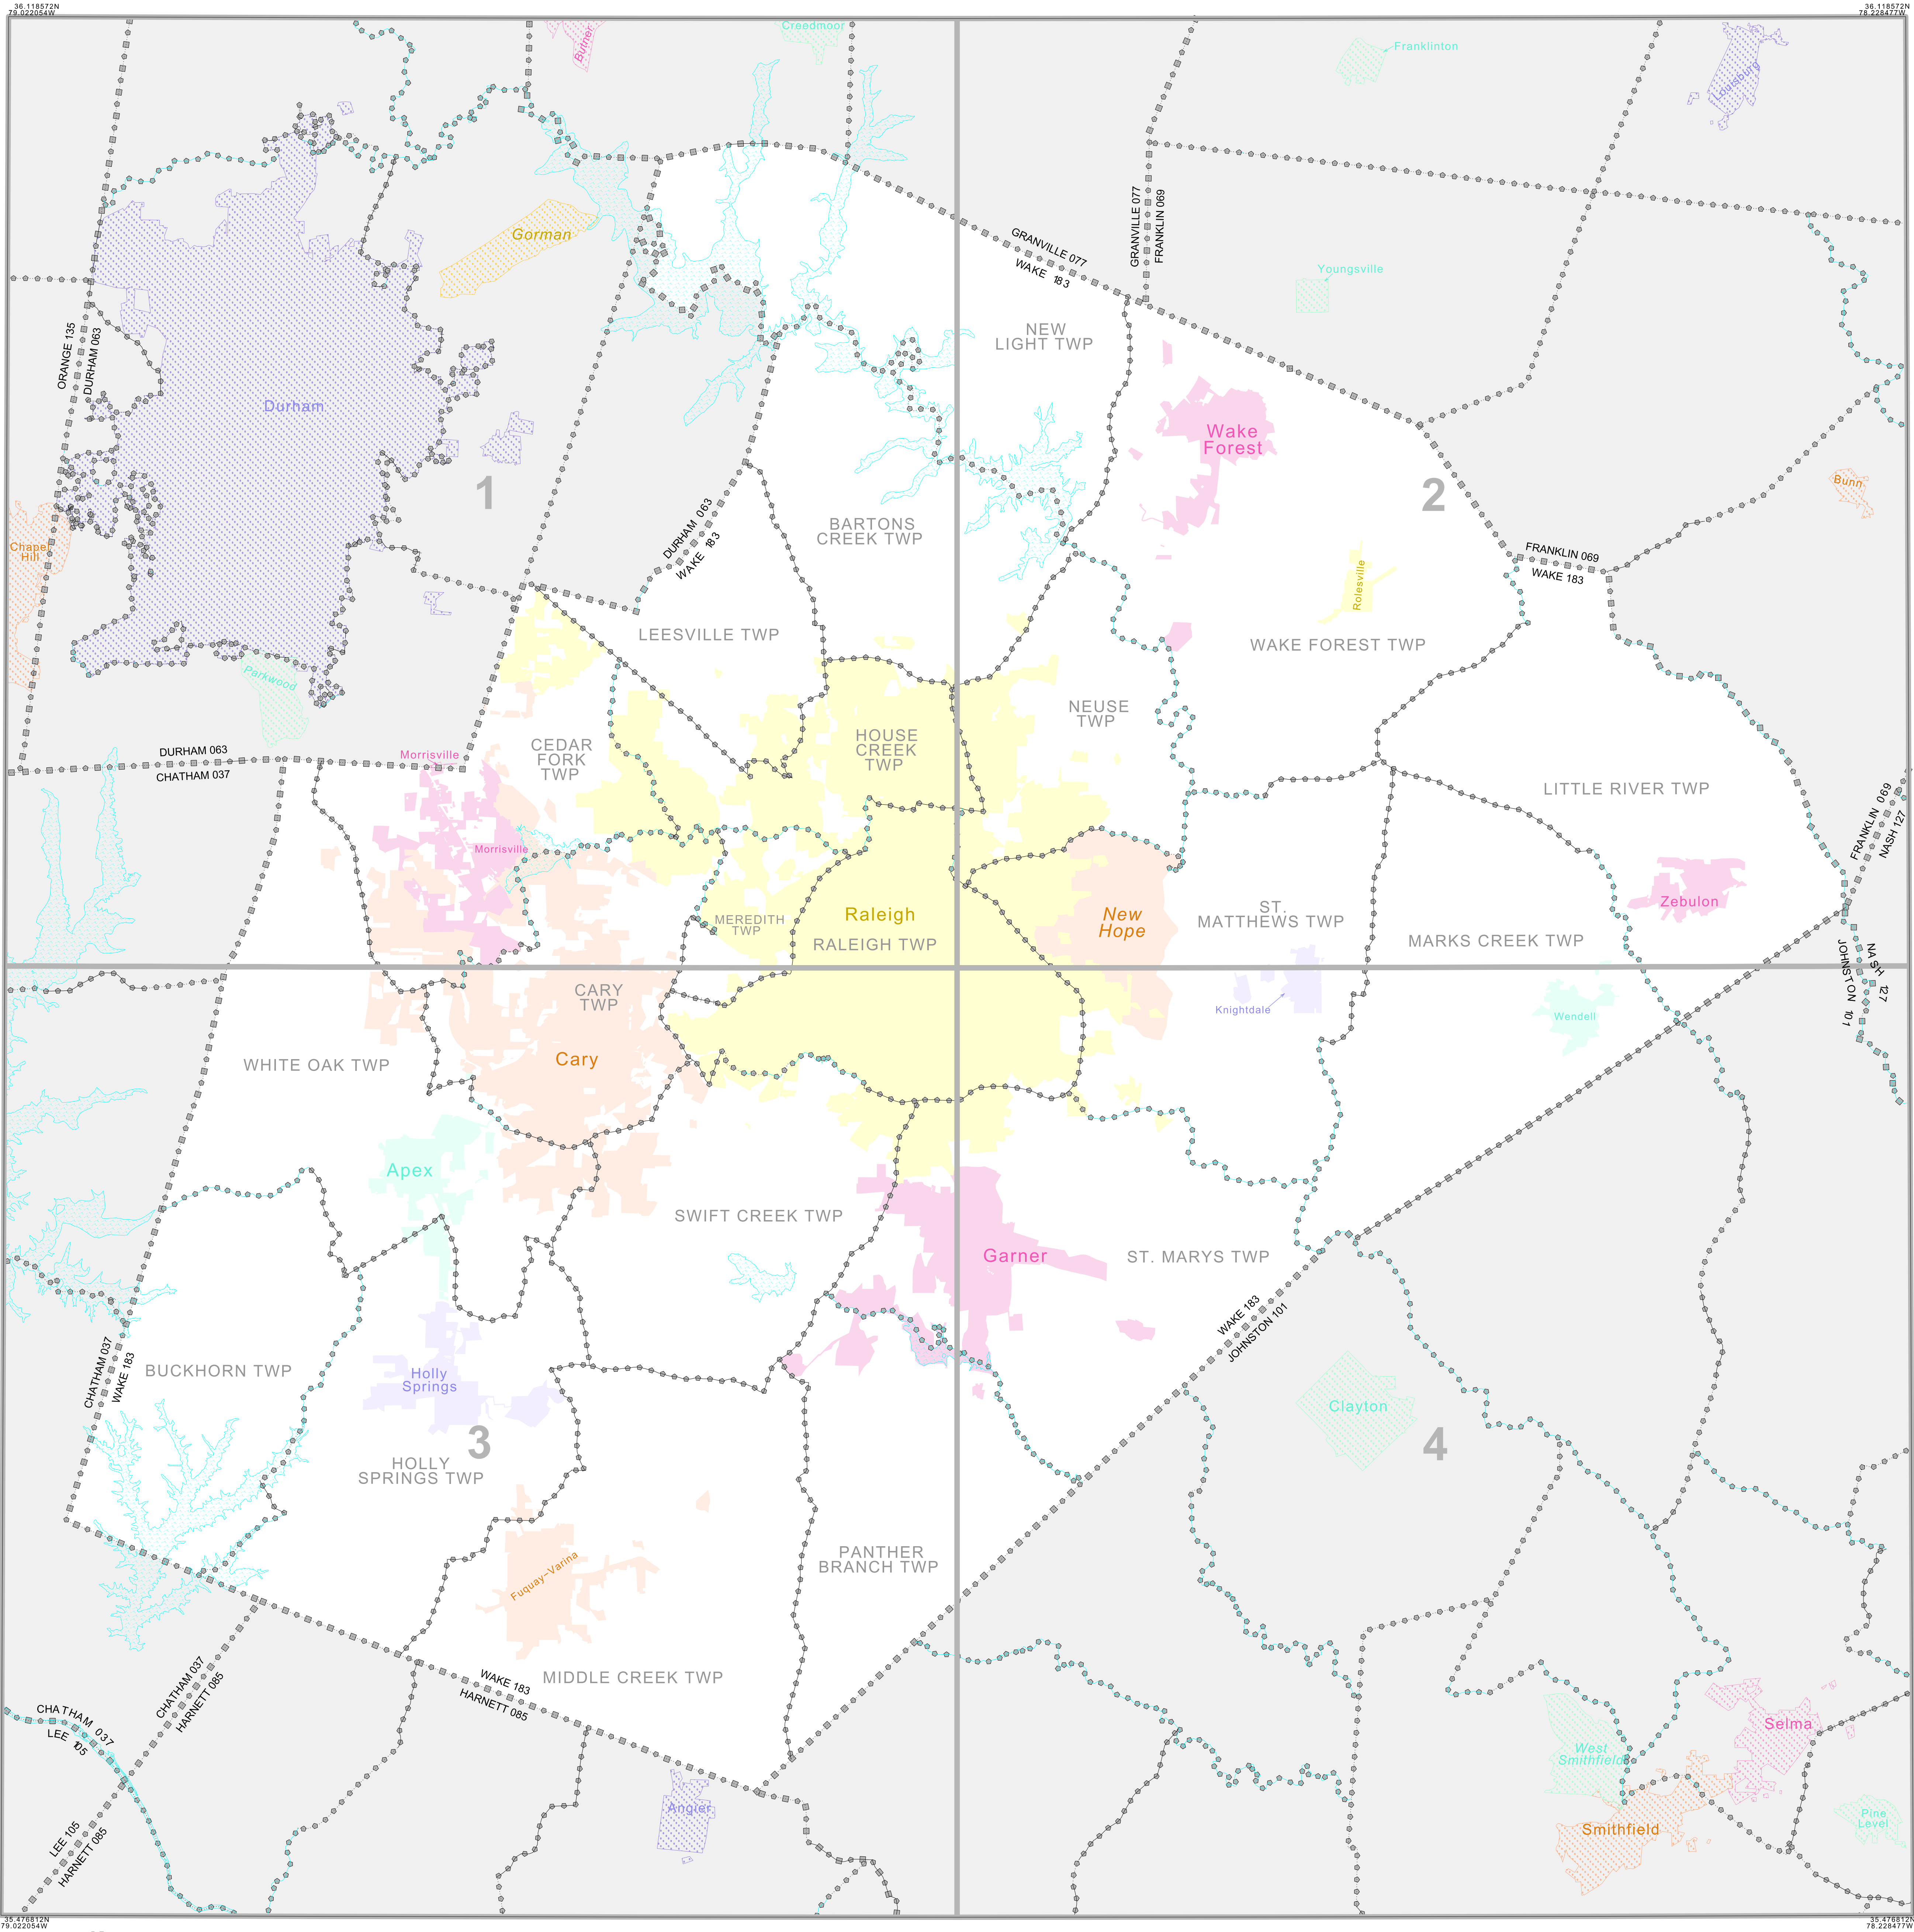 36.118572N
79.022054W
36.118572N
78.228477W
Butner
Creedmoor
Franklinton
Louisburg
Gorman
GRANVILLE 077
WAKE 183
GRANVILLE 077
FRANKLIN 069
Youngsville
NEW
LIGHT TWP
ORANGE 135
DURHAM 063
Durham
Wake
Forest
1
2
Bunn
BARTONS
CREEK TWP
DURHAM 063
WAKE 183
Chapel
Hill
FRANKLIN 069
WAKE 183
Rolesville
LEESVILLE TWP
WAKE FOREST TWP
Parkwood
NEUSE
TWP
HOUSE
CREEK
TWP
CEDAR
FORK
TWP
DURHAM 063
CHATHAM 037
Morrisville
LITTLE RIVER TWP
FRANKLIN 069
NASH 127
Morrisville
Zebulon
Raleigh
MEREDITH
TWP
RALEIGH TWP
New
Hope
ST.
MATTHEWS TWP
MARKS CREEK TWP
NASH 127
JOHNSTON 101
CARY
TWP
Knightdale
Wendell
WHITE OAK TWP
Cary
Apex
SWIFT CREEK TWP
Garner
ST. MARYS TWP
WAKE 183
JOHNSTON 101
CHATHAM 037
WAKE 183
BUCKHORN TWP
Holly
Springs
Clayton
3
4
HOLLY
SPRINGS TWP
PANTHER
BRANCH TWP
Fuquay-Varina
MIDDLE CREEK TWP
WAKE 183
HARNETT 085
CHATHAM 037
HARNETT 085
CHATHAM 037
LEE 105
Selma
West
Smithfield
Angier
Pine
Level
Smithfield
LEE 105
HARNETT 085
35.476812N
79.022054W
35.476812N
78.228477W